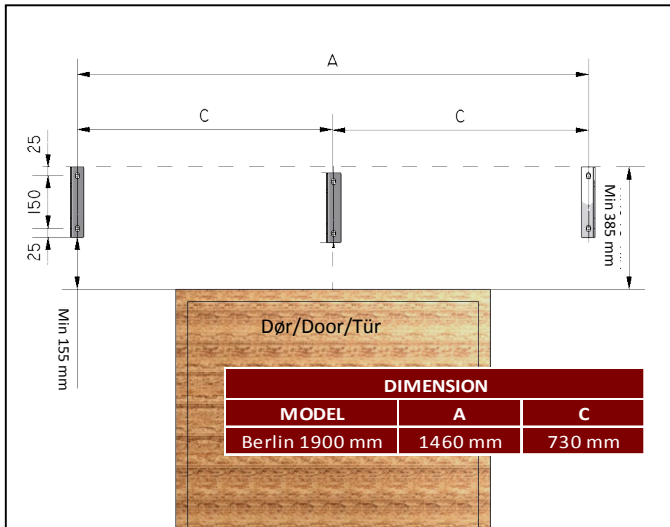 A
C C
25
150
25
Min 385 mm
Min 155 mm
Dør/Door/Tür
DIMENSION
MODEL A C
Berlin 1900 mm 1460 mm 730 mm